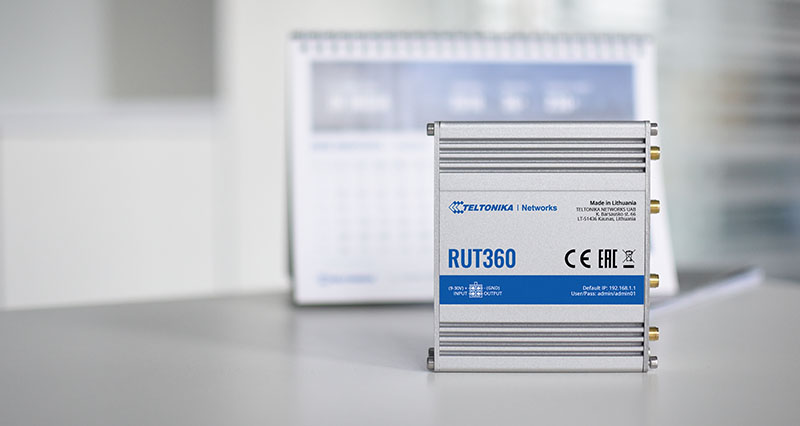 TELTONIKA | Networks
Made in Lithuania
TELTONIKA NETWORKS UAB
K. Baršausko st. 66
LT-51436 Kaunas, Lithuania
RUT360
CE EAC
(9-30V) + - (GND)
INPUT OUTPUT
Default IP: 192.168.1.1
User/Pass: admin/admin01
TELTONIKA